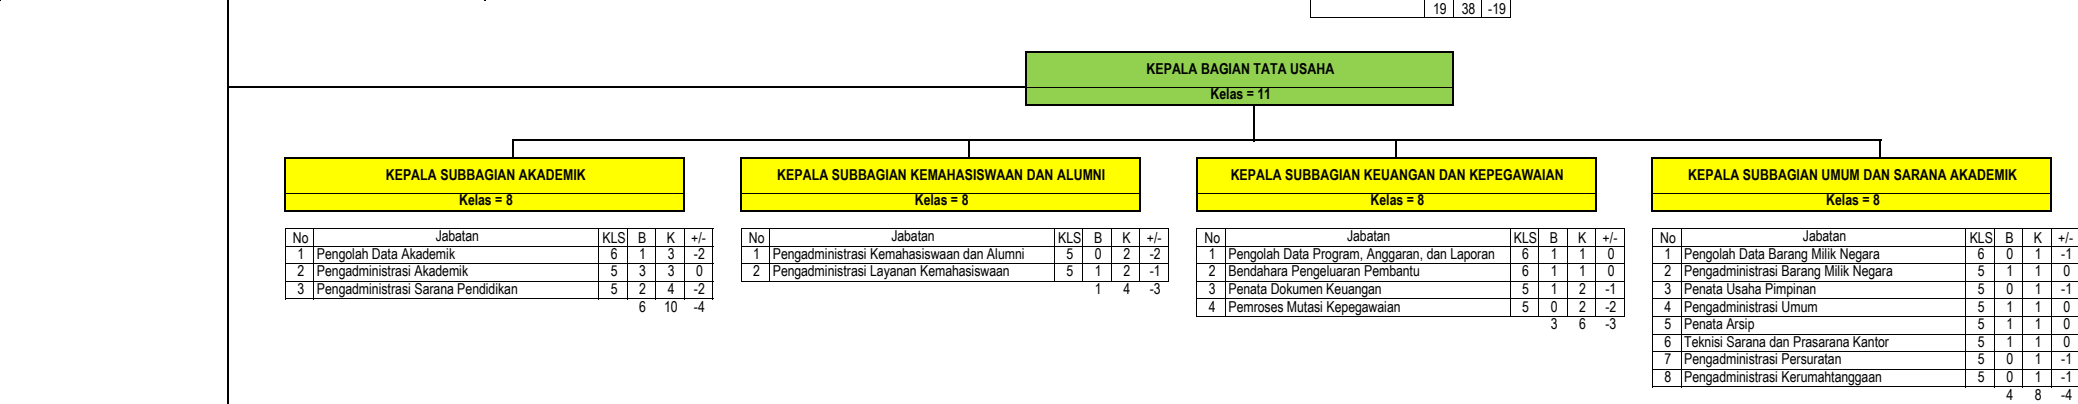 19 38 -19
KEPALA BAGIAN TATA USAHA
Kelas = 11
KEPALA SUBBAGIAN AKADEMIK
Kelas = 8
No Jabatan KLS B K +/-
1 Pengolah Data Akademik 6 1 3 -2
2 Pengadministrasi Akademik 5 3 3 0
3 Pengadministrasi Sarana Pendidikan 5 2 4 -2
6 10 -4
KEPALA SUBBAGIAN KEMAHASISWAAN DAN ALUMNI
Kelas = 8
No Jabatan KLS B K +/-
1 Pengadministrasi Kemahasiswaan dan Alumni 5 0 2 -2
2 Pengadministrasi Layanan Kemahasiswaan 5 1 2 -1
1 4 -3
KEPALA SUBBAGIAN KEUANGAN DAN KEPEGAWAIAN
Kelas = 8
No Jabatan KLS B K +/-
1 Pengolah Data Program, Anggaran, dan Laporan 6 1 1 0
2 Bendahara Pengeluaran Pembantu 6 1 1 0
3 Penata Dokumen Keuangan 5 1 2 -1
4 Pemroses Mutasi Kepegawaian 5 0 2 -2
3 6 -3
KEPALA SUBBAGIAN UMUM DAN SARANA AKADEMIK
Kelas = 8
No Jabatan KLS B K +/-
1 Pengolah Data Barang Milik Negara 6 0 1 -1
2 Pengadministrasi Barang Milik Negara 5 1 1 0
3 Penata Usaha Pimpinan 5 0 1 -1
4 Pengadministrasi Umum 5 1 1 0
5 Penata Arsip 5 1 1 0
6 Teknisi Sarana dan Prasarana Kantor 5 1 1 0
7 Pengadministrasi Persuratan 5 0 1 -1
8 Pengadministrasi Kerumahtanggaan 5 0 1 -1
4 8 -4